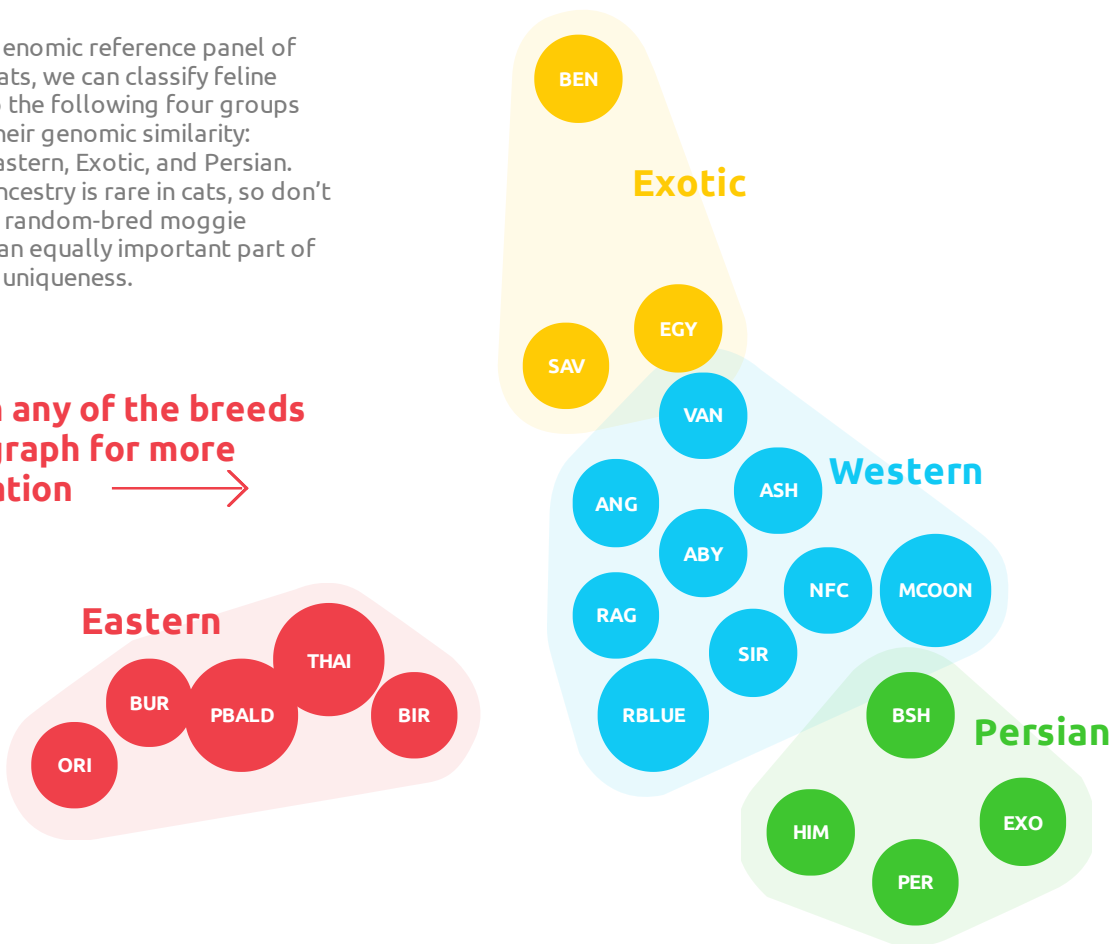 enomic reference panel of
ats, we can classify feline
the following four groups
heir genomic similarity:
astern, Exotic, and Persian.
ncestry is rare in cats, so don't
random-bred moggie
an equally important part of
uniqueness.
any of the breeds
graph for more
ation
BEN
Exotic
EGY
SAV
VAN
Western
ASH
ANG
ABY
NFC
MCOON
RAG
SIR
RBLUE
Eastern
THAI
BUR
PBALD
BIR
ORI
BSH
Persian
HIM
EXO
PER